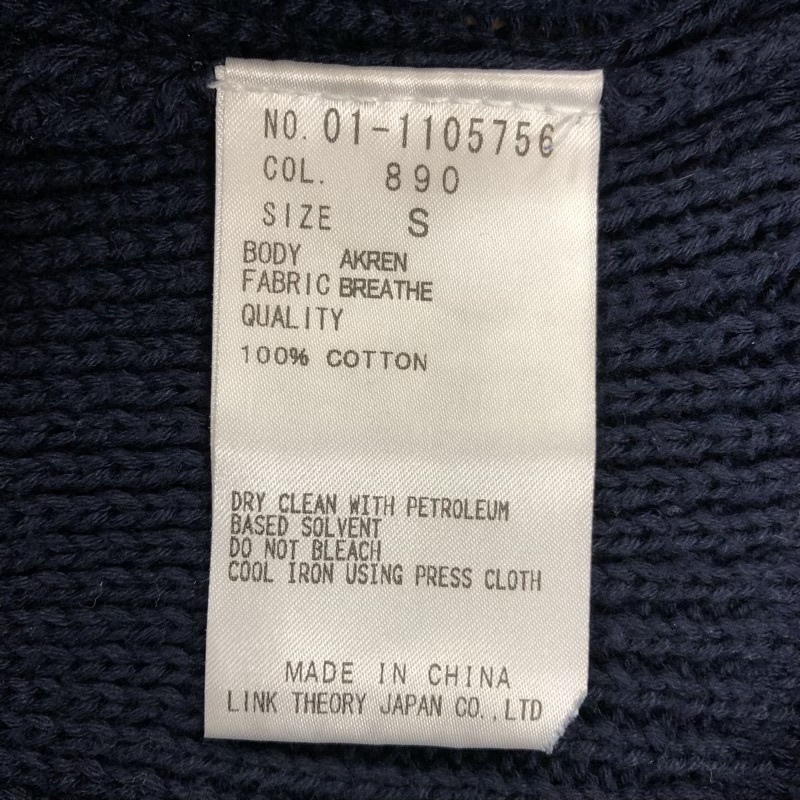 NO. 01-1105756
COL. 890
SIZE S
BODY AKREN
FABRIC BREATHE
QUALITY
100% COTTON
DRY CLEAN WITH PETROLEUM
BASED SOLVENT
DO NOT BLEACH
COOL IRON USING PRESS CLOTH
MADE IN CHINA
LINK THEORY JAPAN CO.,LTD